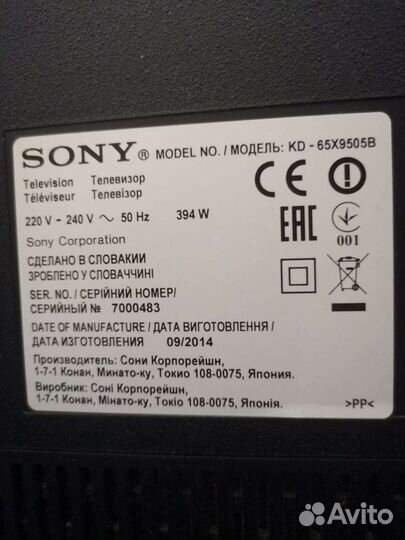 SONY® MODEL NO. / МОДЕЛЬ: KD - 65X9505B
Television Телевизор
Téléviseur Телевізор
220 V - 240 V ~ 50 Hz 394 W
Sony Corporation
СДЕЛАНО В СЛОВАКИИ
ЗРОБЛЕНО У СЛОВАЧЧИНІ
SER. NO. / СЕРІЙНИЙ НОМЕР/
СЕРИЙНЫЙ № 7000483
DATE OF MANUFACTURE / ДАТА ВИГОТОВЛЕННЯ /
ДАТА ИЗГОТОВЛЕНИЯ 09/2014
Производитель: Сони Корпорейшн,
1-7-1 Конан, Минато-ку, Токио 108-0075, Япония.
Виробник: Соні Корпорейшн,
1-7-1 Конан, Мінато-ку, Токіо 108-0075, Японія.
CE
EAC
001
>PP<
Avito